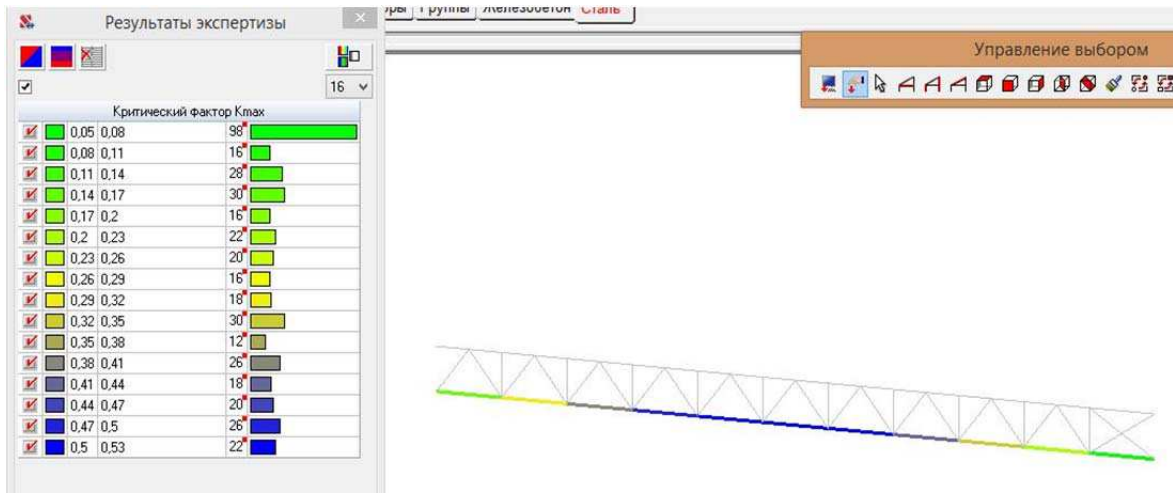 Результаты экспертизы
Группы Железобетон Сталь
Управление выбором
16
Критический фактор Kmax
0,05 0,08 98
0,08 0,11 16
0,11 0,14 28
0,14 0,17 30
0,17 0,2 16
0,2 0,23 22
0,23 0,26 20
0,26 0,29 16
0,29 0,32 18
0,32 0,35 30
0,35 0,38 12
0,38 0,41 26
0,41 0,44 18
0,44 0,47 20
0,47 0,5 26
0,5 0,53 22